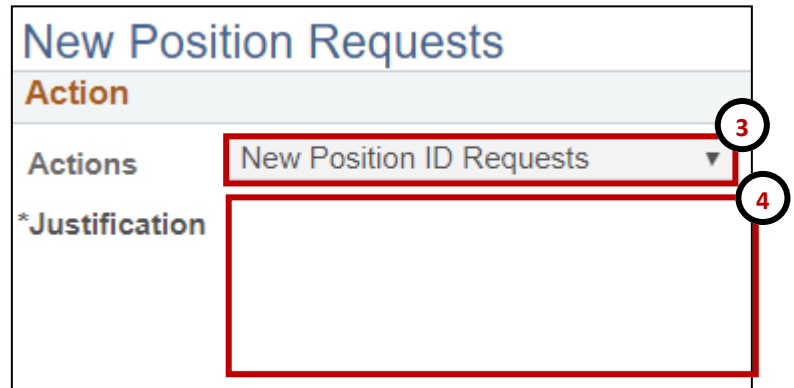 New Position Requests
Action
3
Actions New Position ID Requests ▼
4
*Justification